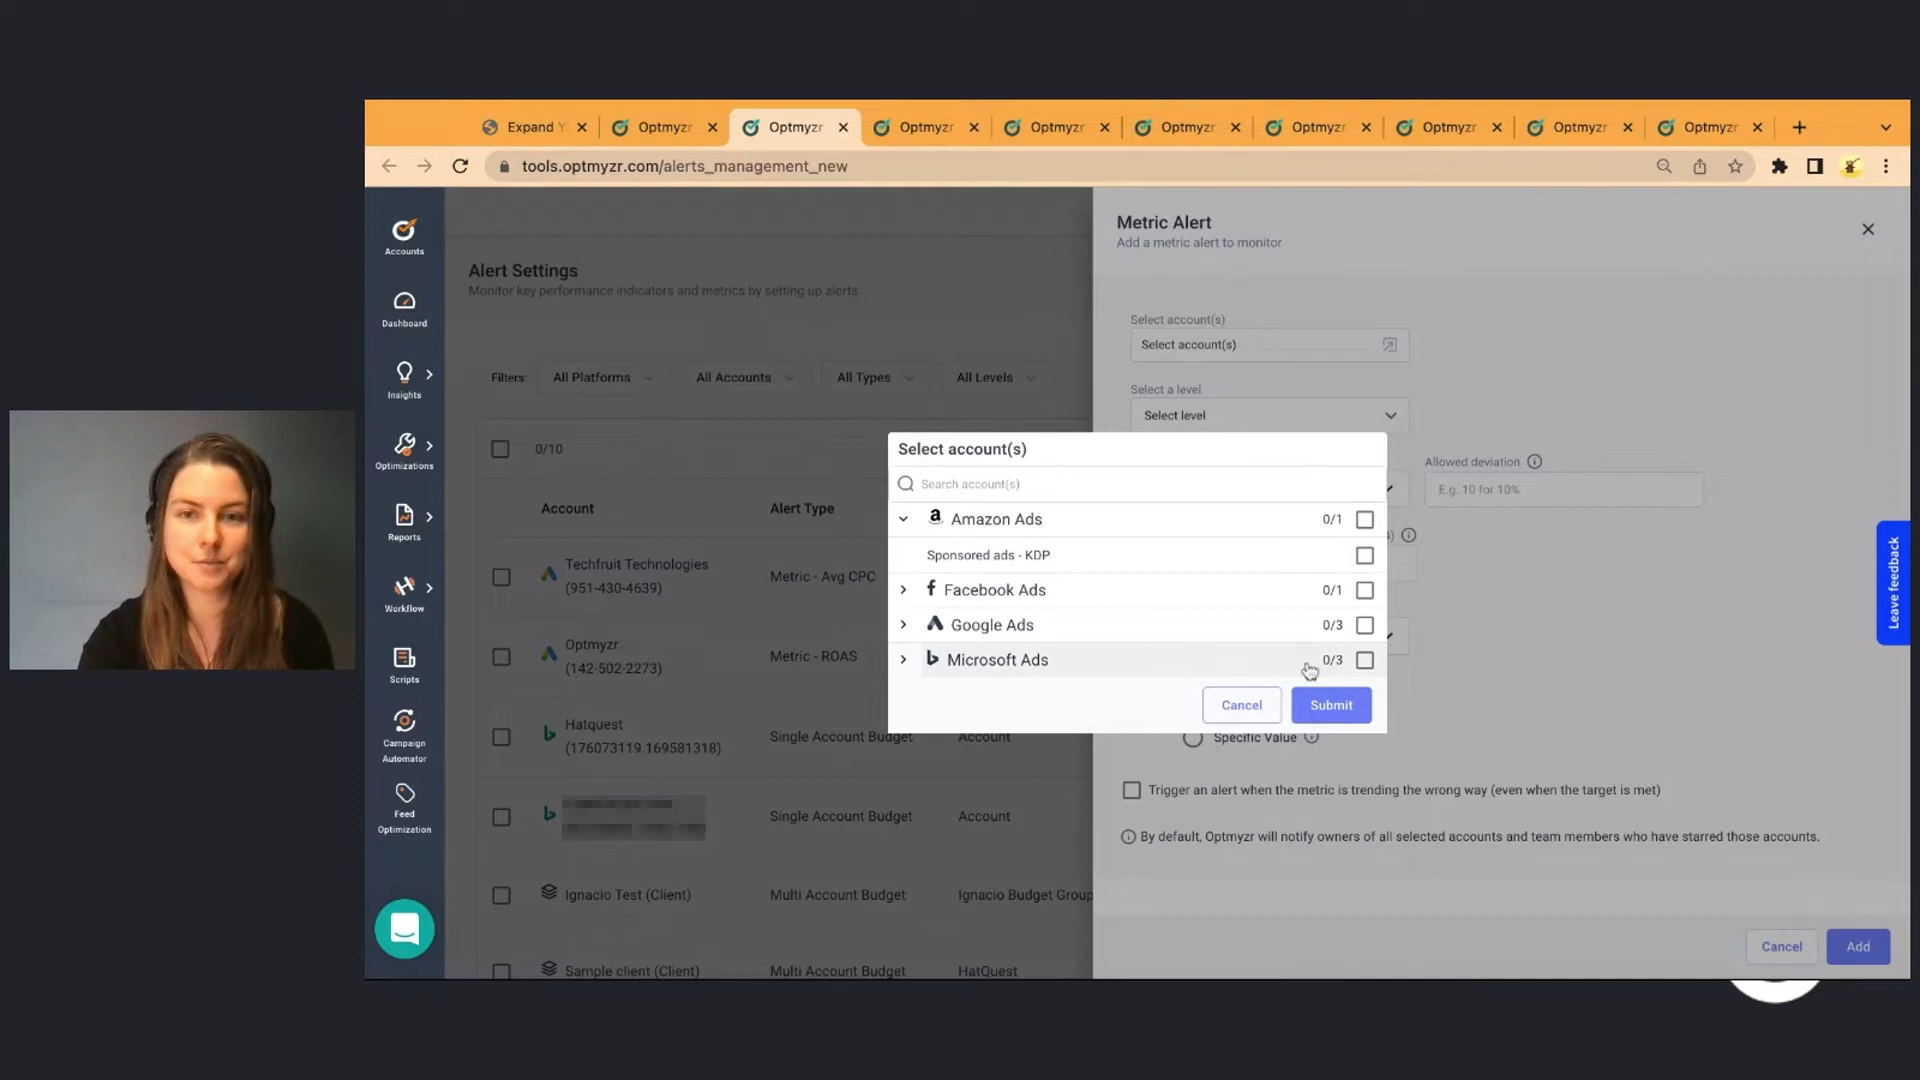 Expand Y
Optmyzr
Optmyzr
Optmyzr
Optmyzr
Optmyzr
Optmyzr
Optmyzr
Optmyzr
Optmyzr
tools.optmyzr.com/alerts_management_new
Accounts
Dashboard
Insights
Optimizations
Reports
Workflow
Scripts
Campaign
Automator
Feed
Optimization
Alert Settings
Monitor key performance indicators and metrics by setting up alerts
Filters: All Platforms All Accounts All Types All Levels
0/10
Account Alert Type
Techfruit Technologies
(951-430-4639)
Metric - Avg CPC
Optmyzr
(142-502-2273)
Metric - ROAS
Hatquest
(176073119.169581318)
Single Account Budget Account
Single Account Budget Account
Ignacio Test (Client) Multi Account Budget Ignacio Budget Group
Sample client (Client) Multi Account Budget HatQuest
Metric Alert
Add a metric alert to monitor
Select account(s)
Select account(s)
Select a level
Select level
Allowed deviation
E.g. 10 for 10%
Select account(s)
Search account(s)
Amazon Ads 0/1
Sponsored ads - KDP
Facebook Ads 0/1
Google Ads 0/3
Microsoft Ads 0/3
Cancel Submit
Specific Value
Trigger an alert when the metric is trending the wrong way (even when the target is met)
By default, Optmyzr will notify owners of all selected accounts and team members who have starred those accounts.
Cancel Add
Leave feedback